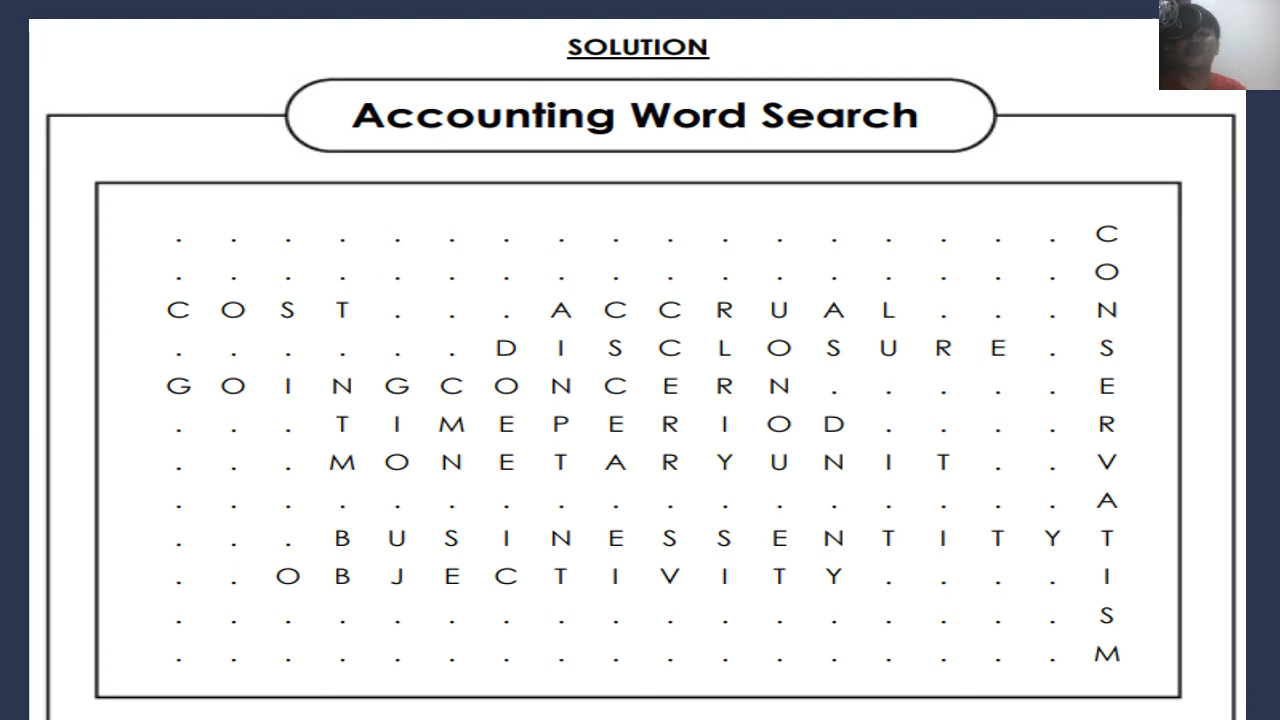 SOLUTION
Accounting Word Search
. . . . . . . . . . . . . . . . . C
. . . . . . . . . . . . . . . . . O
C O S T . . . A C C R U A L . . . N
. . . . . . D I S C L O S U R E . S
G O I N G C O N C E R N . . . . . E
. . . T I M E P E R I O D . . . . R
. . . M O N E T A R Y U N I T . . V
. . . . . . . . . . . . . . . . . A
. . . B U S I N E S S E N T I T Y T
. . O B J E C T I V I T Y . . . . I
. . . . . . . . . . . . . . . . . S
. . . . . . . . . . . . . . . . . M